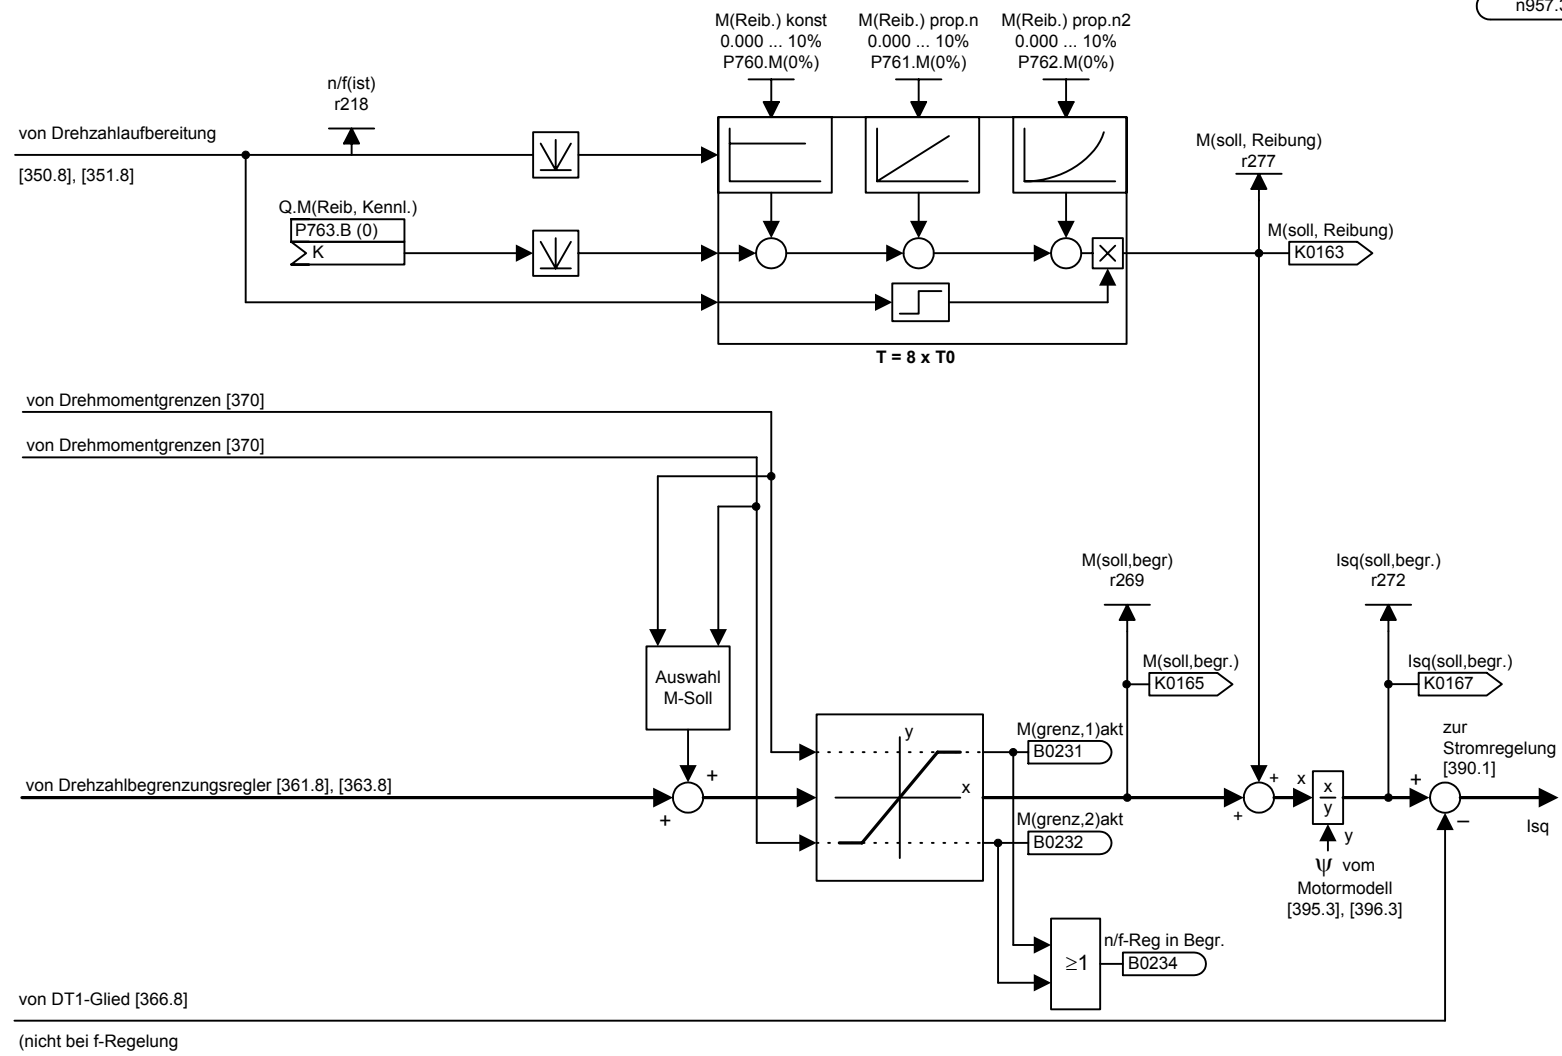 n957.3
M(Reib.) konst
0.000 ... 10%
P760.M(0%)
M(Reib.) prop.n
0.000 ... 10%
P761.M(0%)
M(Reib.) prop.n2
0.000 ... 10%
P762.M(0%)
n/f(ist)
r218
von Drehzahlaufbereitung
[350.8], [351.8]
Q.M(Reib, Kennl.)
P763.B (0)
K
M(soll, Reibung)
r277
M(soll, Reibung)
K0163
T = 8 x T0
von Drehmomentgrenzen [370]
von Drehmomentgrenzen [370]
M(soll,begr)
r269
Isq(soll,begr.)
r272
M(soll,begr.)
K0165
Isq(soll,begr.)
K0167
Auswahl
M-Soll
M(grenz,1)akt
B0231
y
x
zur
Stromregelung
[390.1]
von Drehzahlbegrenzungsregler [361.8], [363.8]
+
+
+
+
x
x
y
+
–
Isq
M(grenz,2)akt
B0232
y
ψ vom
Motormodell
[395.3], [396.3]
≥1
n/f-Reg in Begr.
B0234
von DT1-Glied [366.8]
(nicht bei f-Regelung